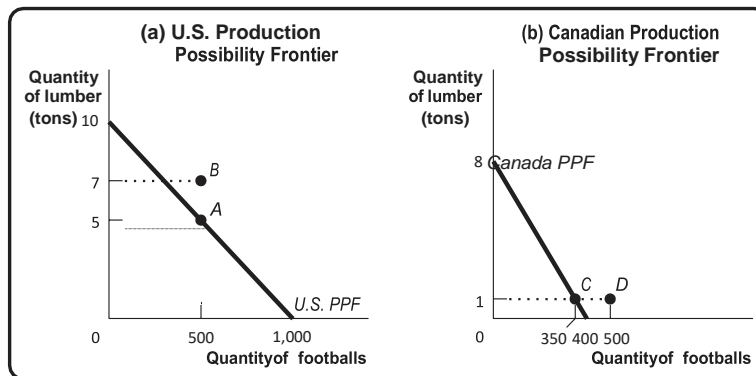 (a) U.S. Production
Possibility Frontier
Quantity
of lumber
(tons)
10
7
5
0
B
A
U.S. PPF
500
1,000
Quantityof footballs
(b) Canadian Production
Possibility Frontier
Quantity
of lumber
(tons)
8
Canada PPF
1
0
C
D
350 400 500
Quantityof footballs